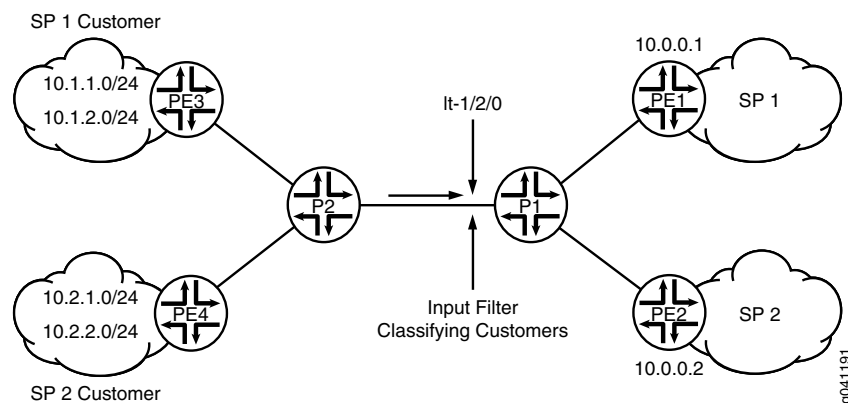 SP 1 Customer
10.1.1.0/24
10.1.2.0/24
PE3
lt-1/2/0
10.0.0.1
PE1
SP 1
P2
P1
10.2.1.0/24
10.2.2.0/24
PE4
SP 2 Customer
Input Filter
Classifying Customers
PE2
SP 2
10.0.0.2
g041191